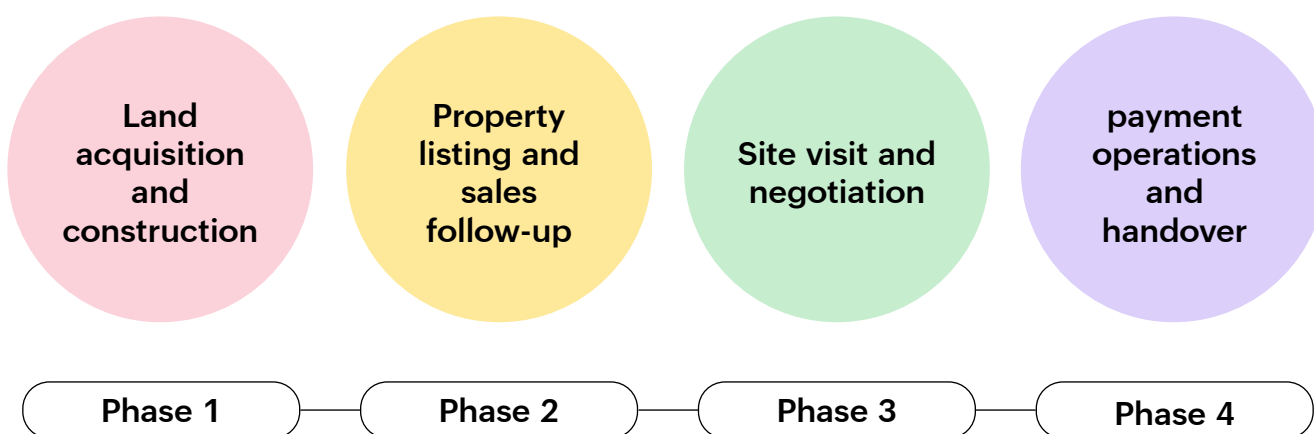 Land
acquisition
and
construction
Property
listing and
sales
follow-up
Site visit and
negotiation
payment
operations
and
handover
Phase 1
Phase 2
Phase 3
Phase 4